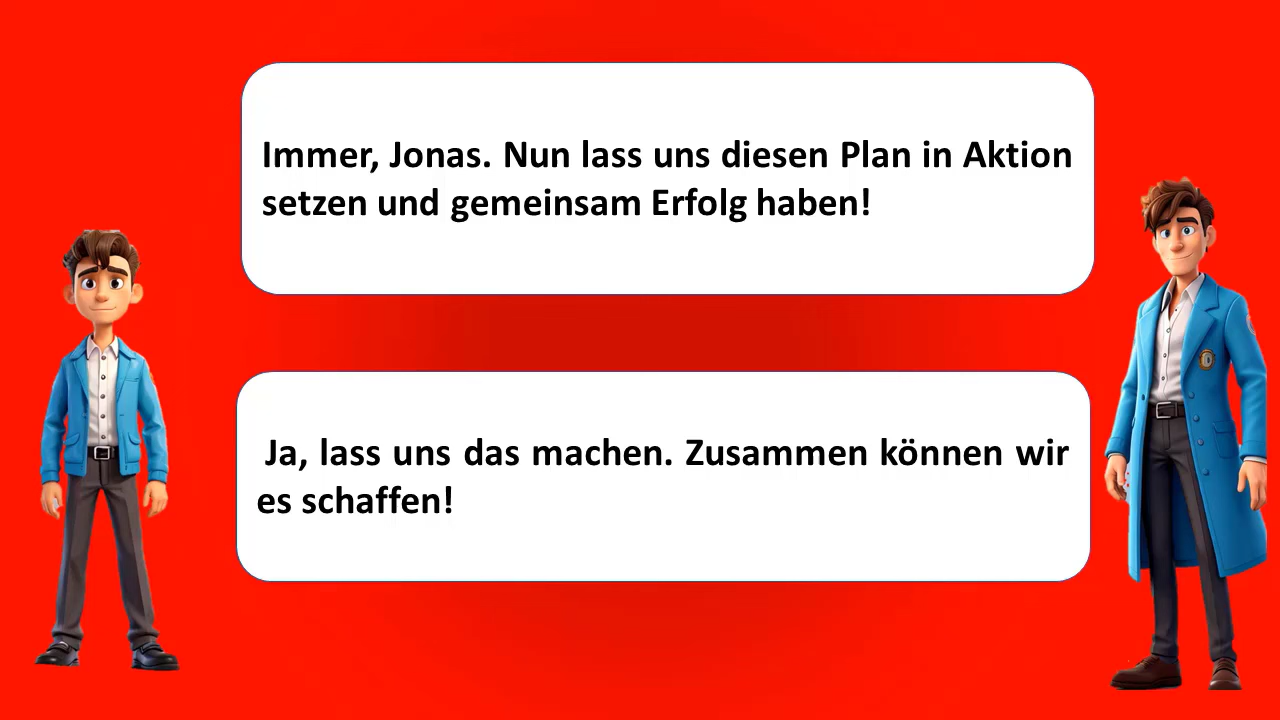 Immer, Jonas. Nun lass uns diesen Plan in Aktion
setzen und gemeinsam Erfolg haben!
Ja, lass uns das machen. Zusammen können wir
es schaffen!